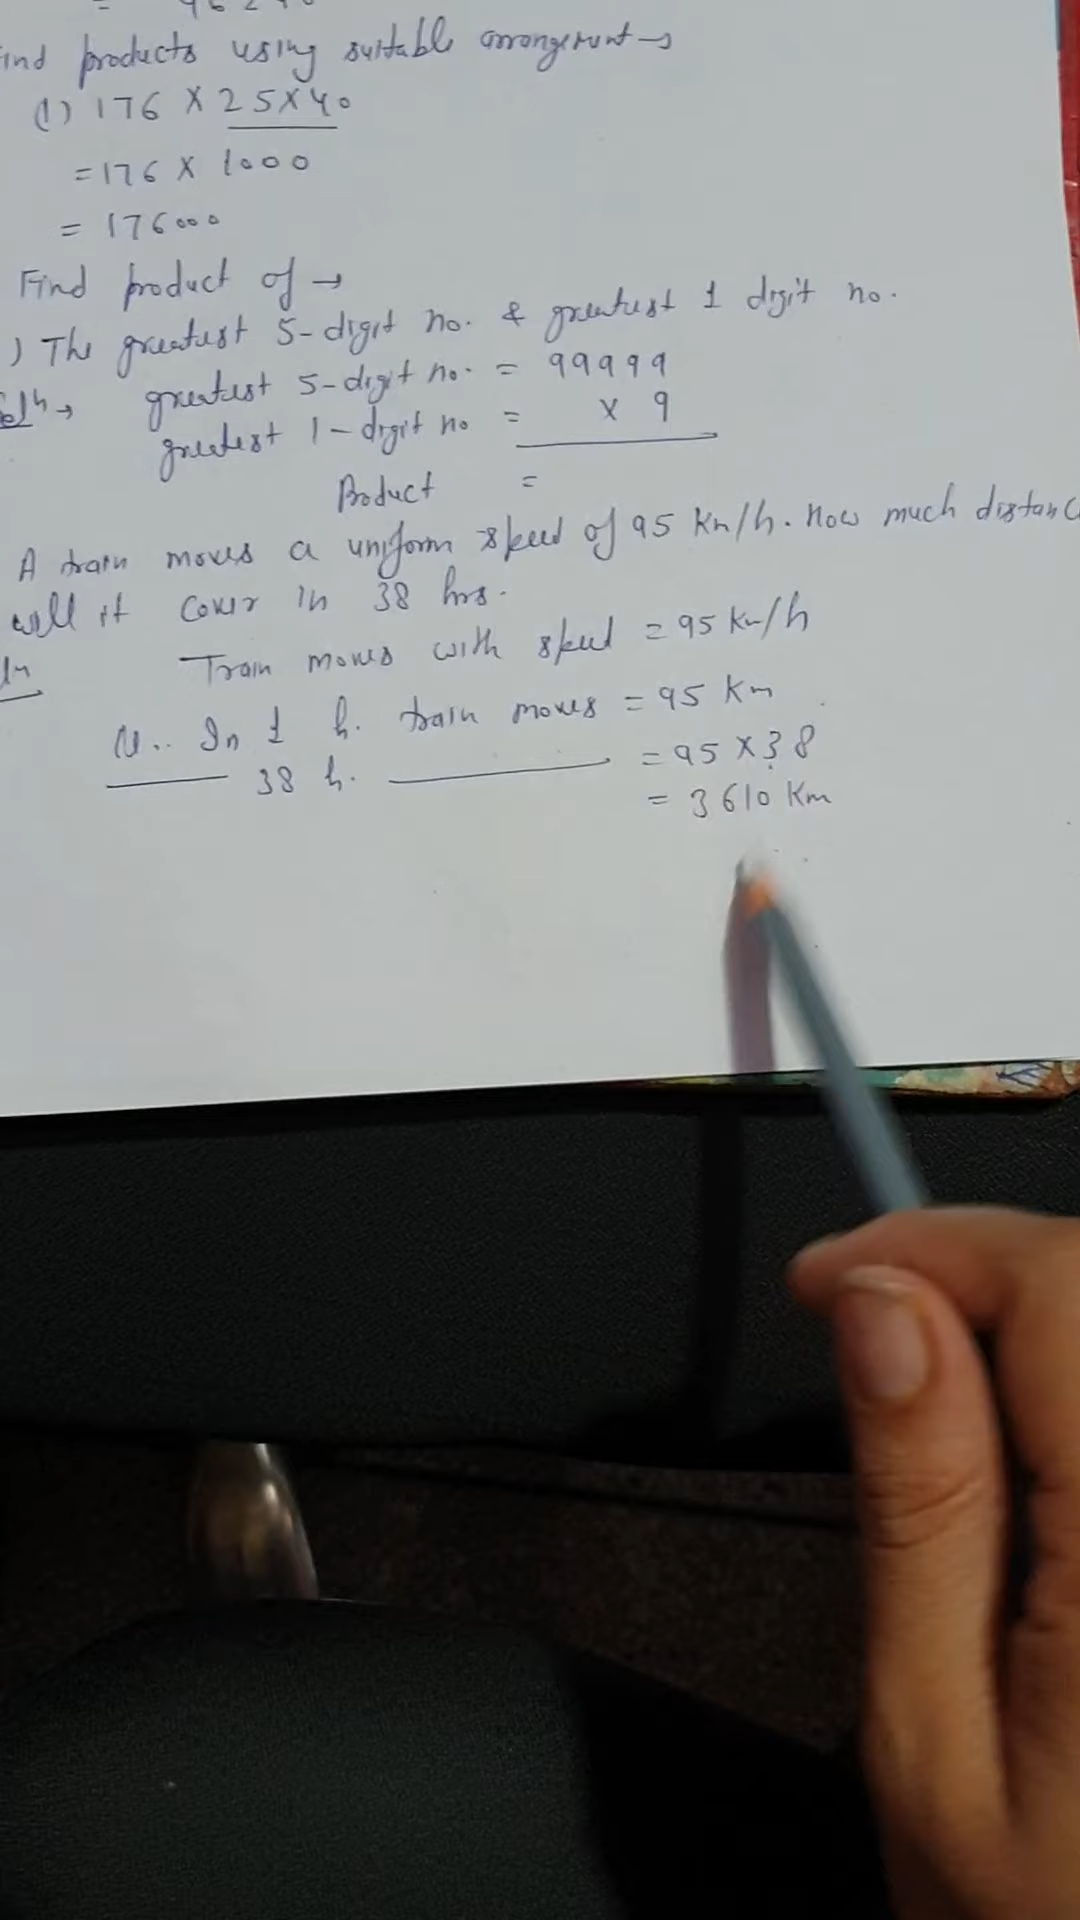 find products using suitable arrangement →
(1) 176 X 25X40
= 176 X 1000
= 176000
Find product of →
) The greatest 5-digit no. & greatest 1 digit no.
Solⁿ → greatest 5-digit no. = 99999
greatest 1-digit no = x 9
Product =
A train moves a uniform speed of 95 Km/h. How much distanc
will it cover in 38 hrs.
Train moves with speed = 95 Km/h
In 1 h. train moves = 95 Km
38 h. = 95 X 38
= 3610 Km